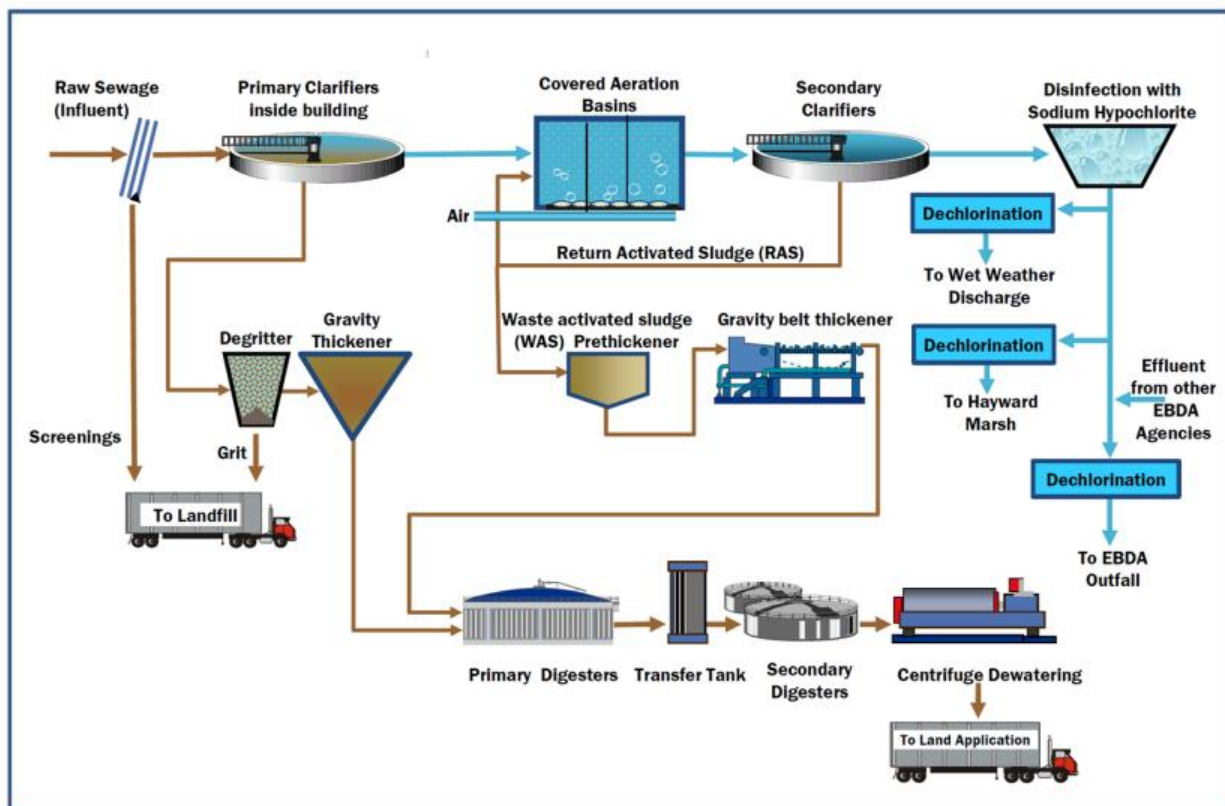 Raw Sewage
(Influent)
Primary Clarifiers
inside building
Covered Aeration
Basins
Secondary
Clarifiers
Disinfection with
Sodium Hypochlorite
Air
Return Activated Sludge (RAS)
Dechlorination
To Wet Weather
Discharge
Degritter
Gravity
Thickener
Waste activated sludge
(WAS) Prethickener
Gravity belt thickener
Dechlorination
To Hayward
Marsh
Effluent
from other
EBDA
Agencies
Screenings
Grit
To Landfill
Dechlorination
To EBDA
Outfall
Primary Digesters
Transfer Tank
Secondary
Digesters
Centrifuge Dewatering
To Land Application